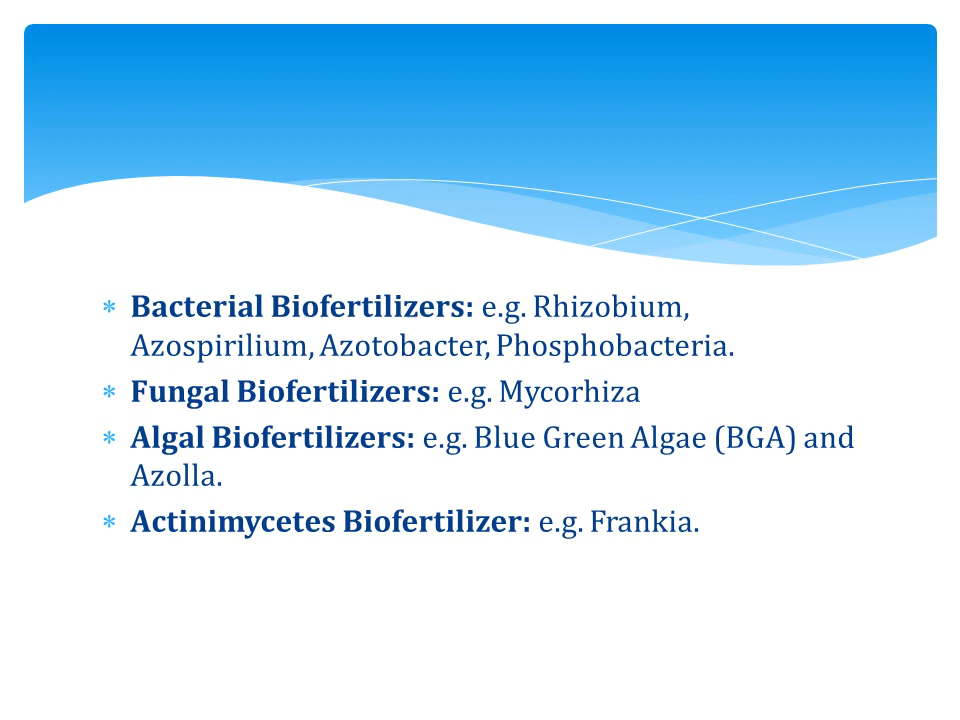 * Bacterial Biofertilizers: e.g. Rhizobium,
Azospirilium, Azotobacter, Phosphobacteria.
* Fungal Biofertilizers: e.g. Mycorhiza
* Algal Biofertilizers: e.g. Blue Green Algae (BGA) and
Azolla.
* Actinimycetes Biofertilizer: e.g. Frankia.